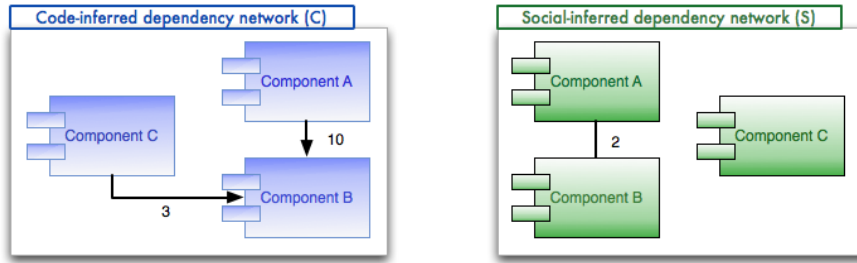 Code-inferred dependency network (C)
Component A
Component C
10
Component B
3
Social-inferred dependency network (S)
Component A
Component C
2
Component B